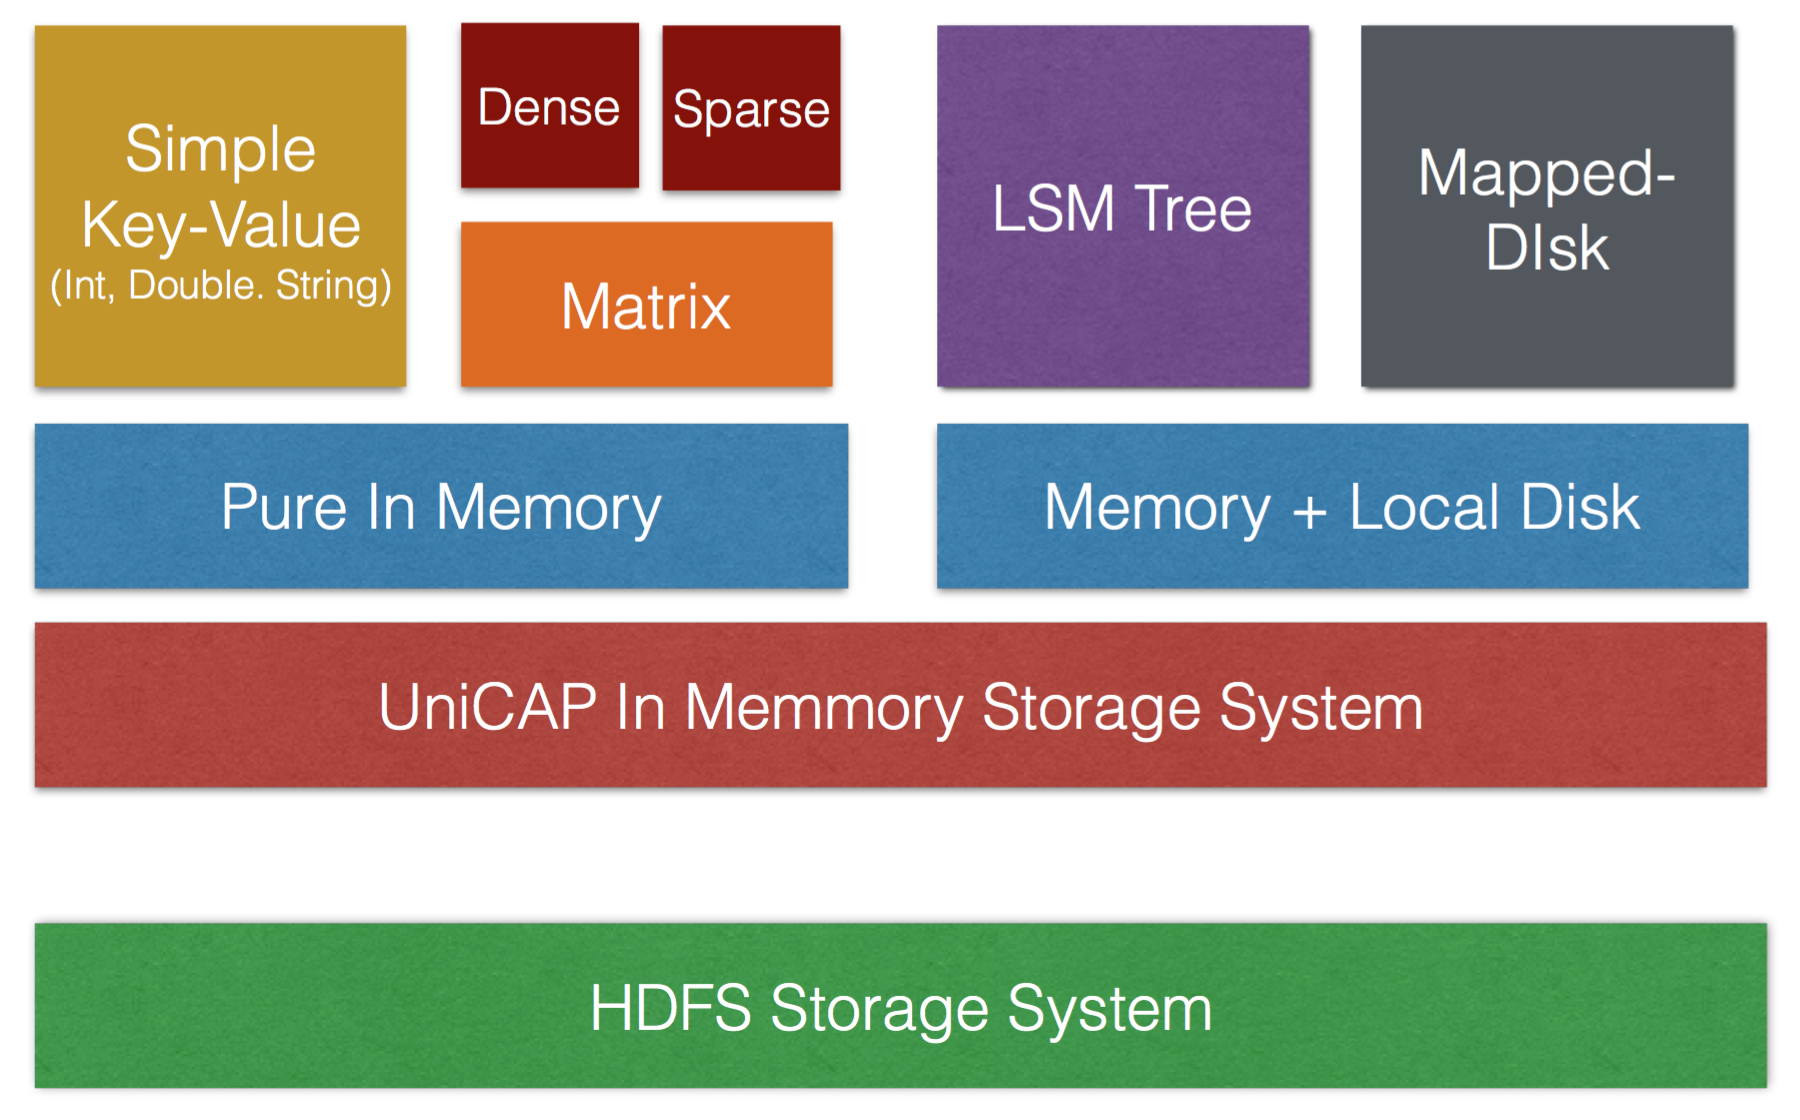 Simple
Key-Value
(Int, Double. String)
Dense
Sparse
Matrix
LSM Tree
Mapped-
DIsk
Pure In Memory
Memory + Local Disk
UniCAP In Memmory Storage System
HDFS Storage System